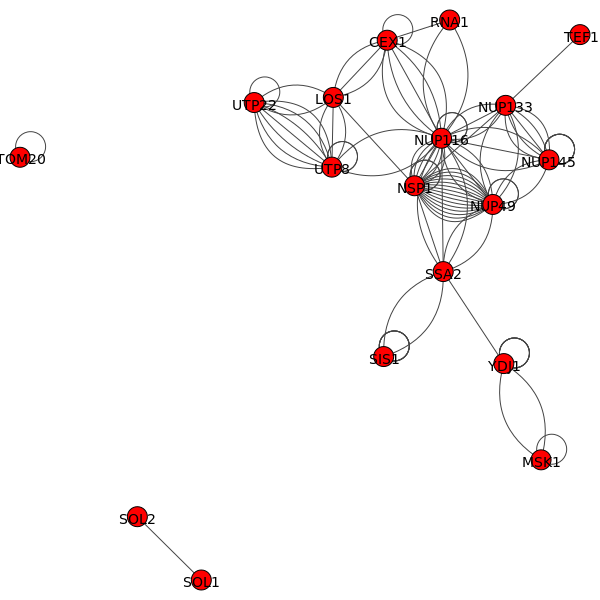 RNA1
TEF1
CEX1
LOS1
UTP22
NUP133
NUP116
TOM20
UTP8
NUP145
NSP1
NUP49
SSA2
SIS1
YDJ1
MSK1
SOL2
SOL1